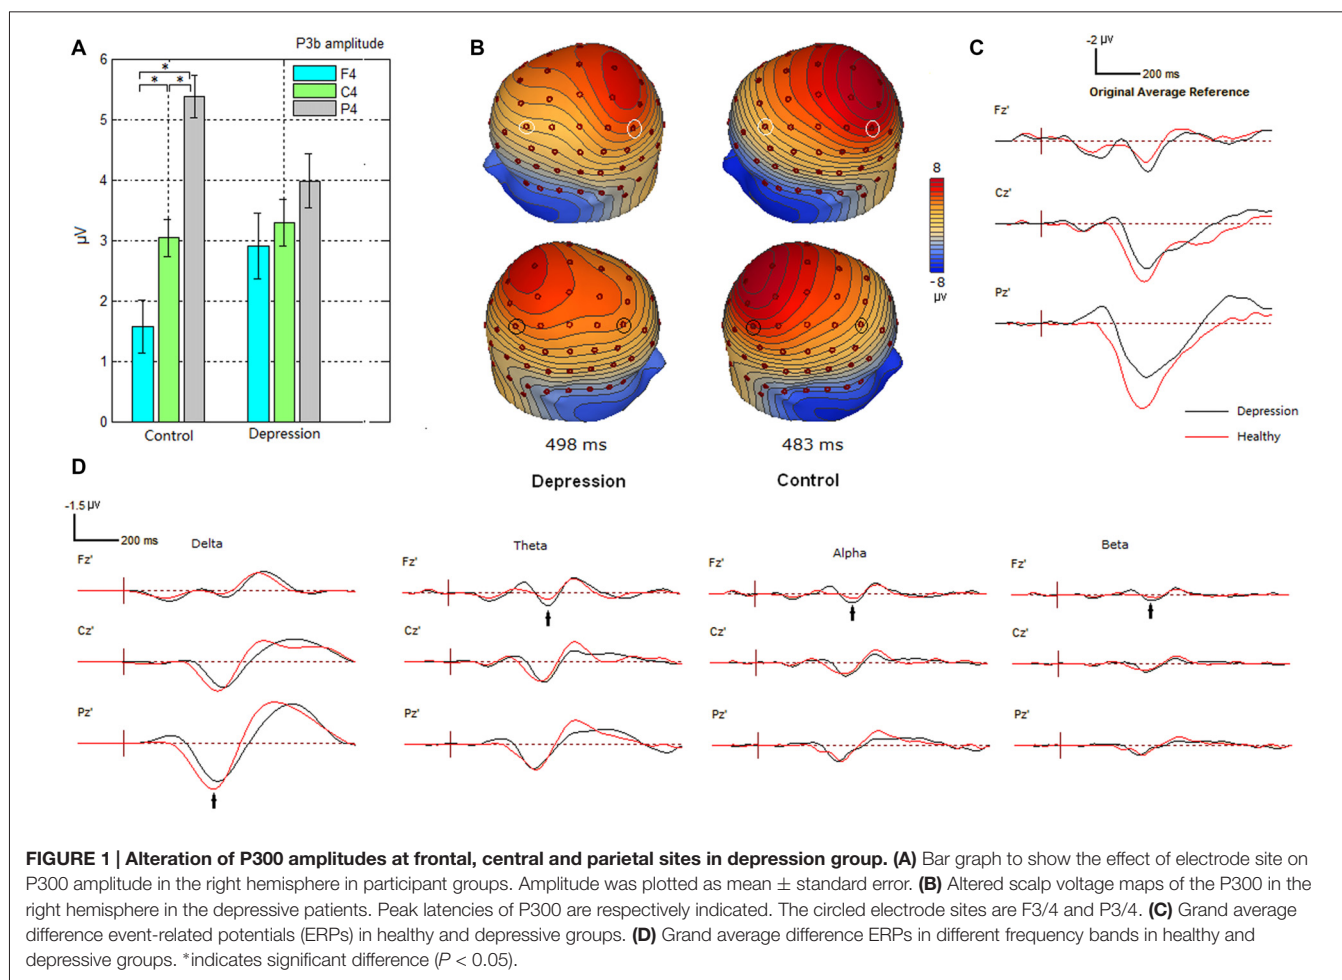 A
P3b amplitude
F4
C4
P4
6
5
4
3
2
1
0
µV
* * *
Control
Depression
B
8
-8
µv
498 ms
483 ms
Depression
Control
C
-2 µv
200 ms
Original Average Reference
Fz'
Cz'
Pz'
Depression
Healthy
D
-1.5 µv
200 ms
Delta
Theta
Alpha
Beta
Fz'
Fz'
Fz'
Fz'
Cz'
Cz'
Cz'
Cz'
Pz'
Pz'
Pz'
Pz'
FIGURE 1 | Alteration of P300 amplitudes at frontal, central and parietal sites in depression group. (A) Bar graph to show the effect of electrode site on
P300 amplitude in the right hemisphere in participant groups. Amplitude was plotted as mean ± standard error. (B) Altered scalp voltage maps of the P300 in the
right hemisphere in the depressive patients. Peak latencies of P300 are respectively indicated. The circled electrode sites are F3/4 and P3/4. (C) Grand average
difference event-related potentials (ERPs) in healthy and depressive groups. (D) Grand average difference ERPs in different frequency bands in healthy and
depressive groups. *indicates significant difference (P < 0.05).